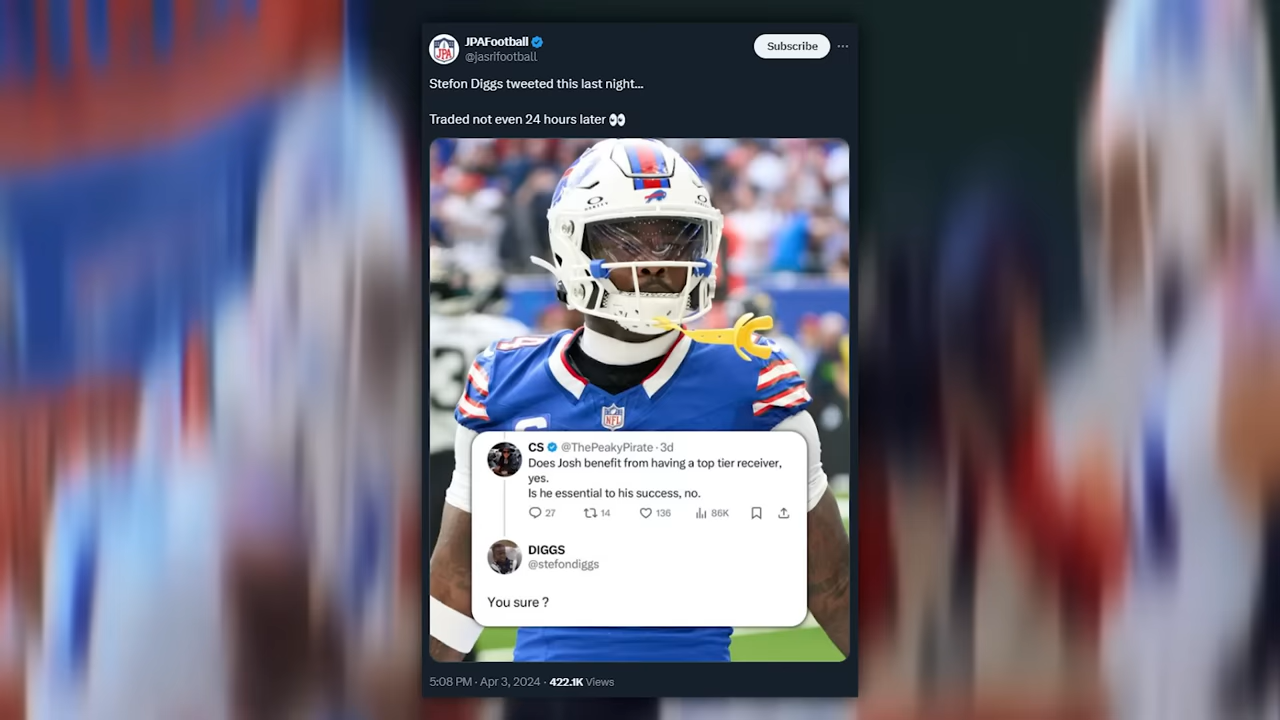 JPAFootball
@jasrifootball
Subscribe
Stefon Diggs tweeted this last night...
Traded not even 24 hours later 👀
NFL
CS @ThePeakyPirate · 3d
Does Josh benefit from having a top tier receiver,
yes.
Is he essential to his success, no.
27 14 136 86K
DIGGS
@stefondiggs
You sure ?
5:08 PM · Apr 3, 2024 · 422.1K Views